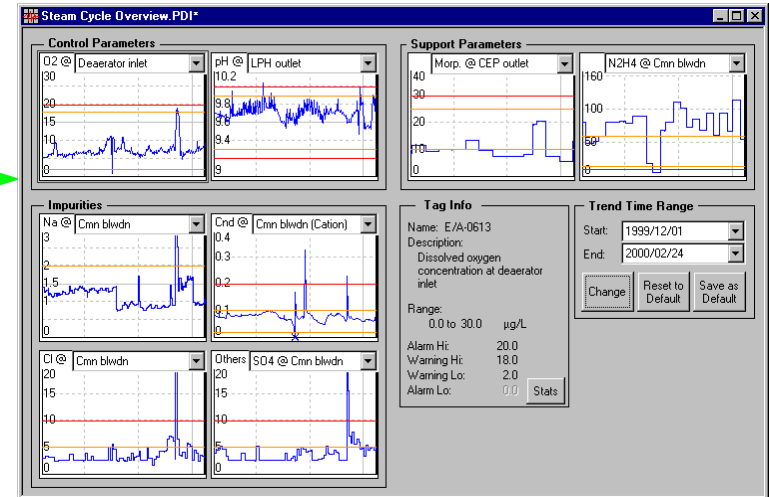 Steam Cycle Overview.PDI*
Control Parameters
O2 @ Deaerator inlet
30
20
15
10
0
pH @ LPH outlet
10.2
9.8
9.6
9.4
9
Support Parameters
Morp. @ CEP outlet
40
30
20
10
0
N2H4 @ Cmn blwdn
160
100
60
0
Impurities
Na @ Cmn blwdn
3
2
1.5
0
Cnd @ Cmn blwdn (Cation)
0.4
0.3
0.2
0.1
0
Cl @ Cmn blwdn
20
15
10
5
0
Others SO4 @ Cmn blwdn
20
15
10
5
0
Tag Info
Name: E/A-0613
Description:
Dissolved oxygen
concentration at deaerator
inlet
Range:
0.0 to 30.0 µg/L
Alarm Hi: 20.0
Warning Hi: 18.0
Warning Lo: 2.0
Alarm Lo: 0.0
Stats
Trend Time Range
Start: 1999/12/01
End: 2000/02/24
Change
Reset to
Default
Save as
Default